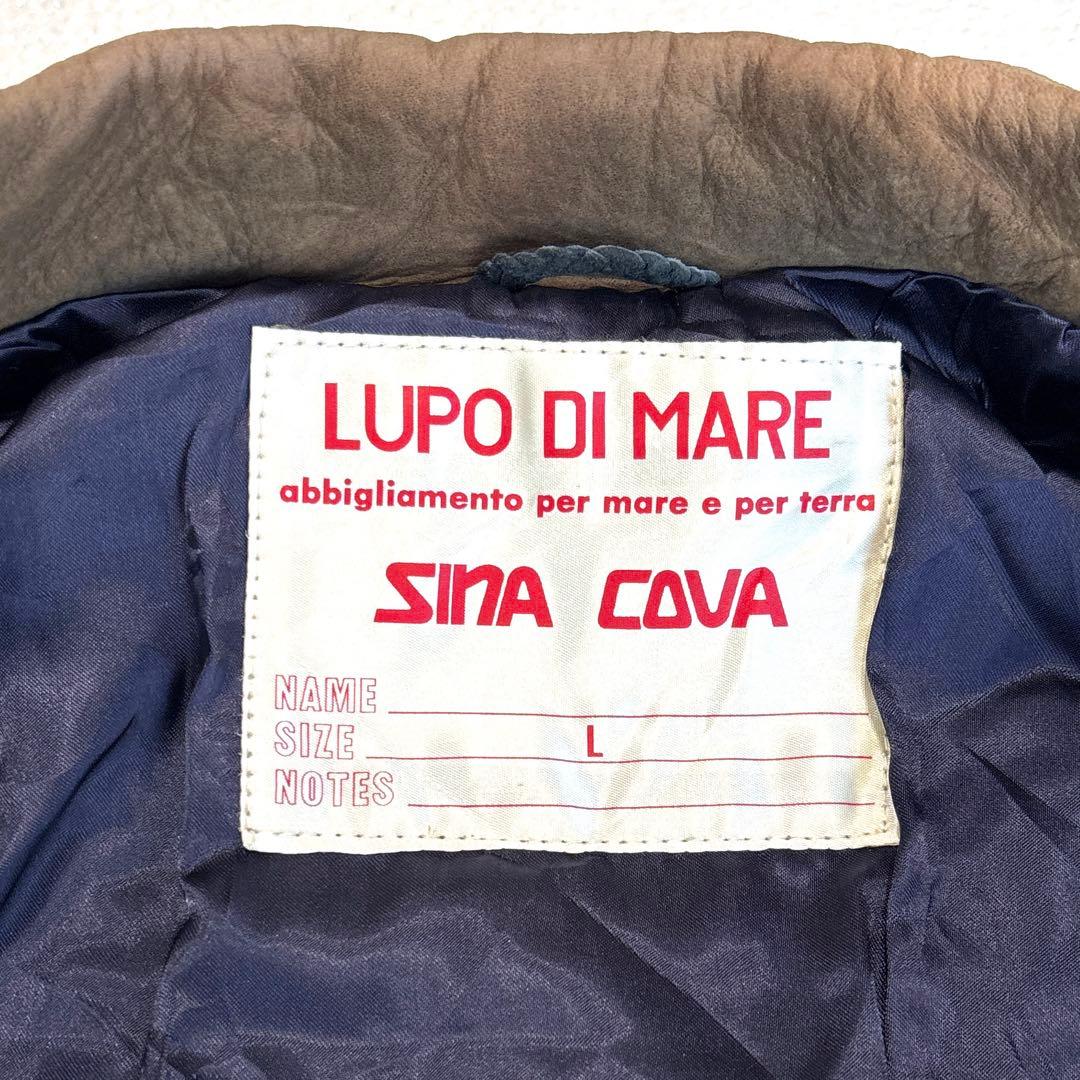 LUPO DI MARE
abbigliamento per mare e per terra
SINA COVA
NAME
SIZE L
NOTES